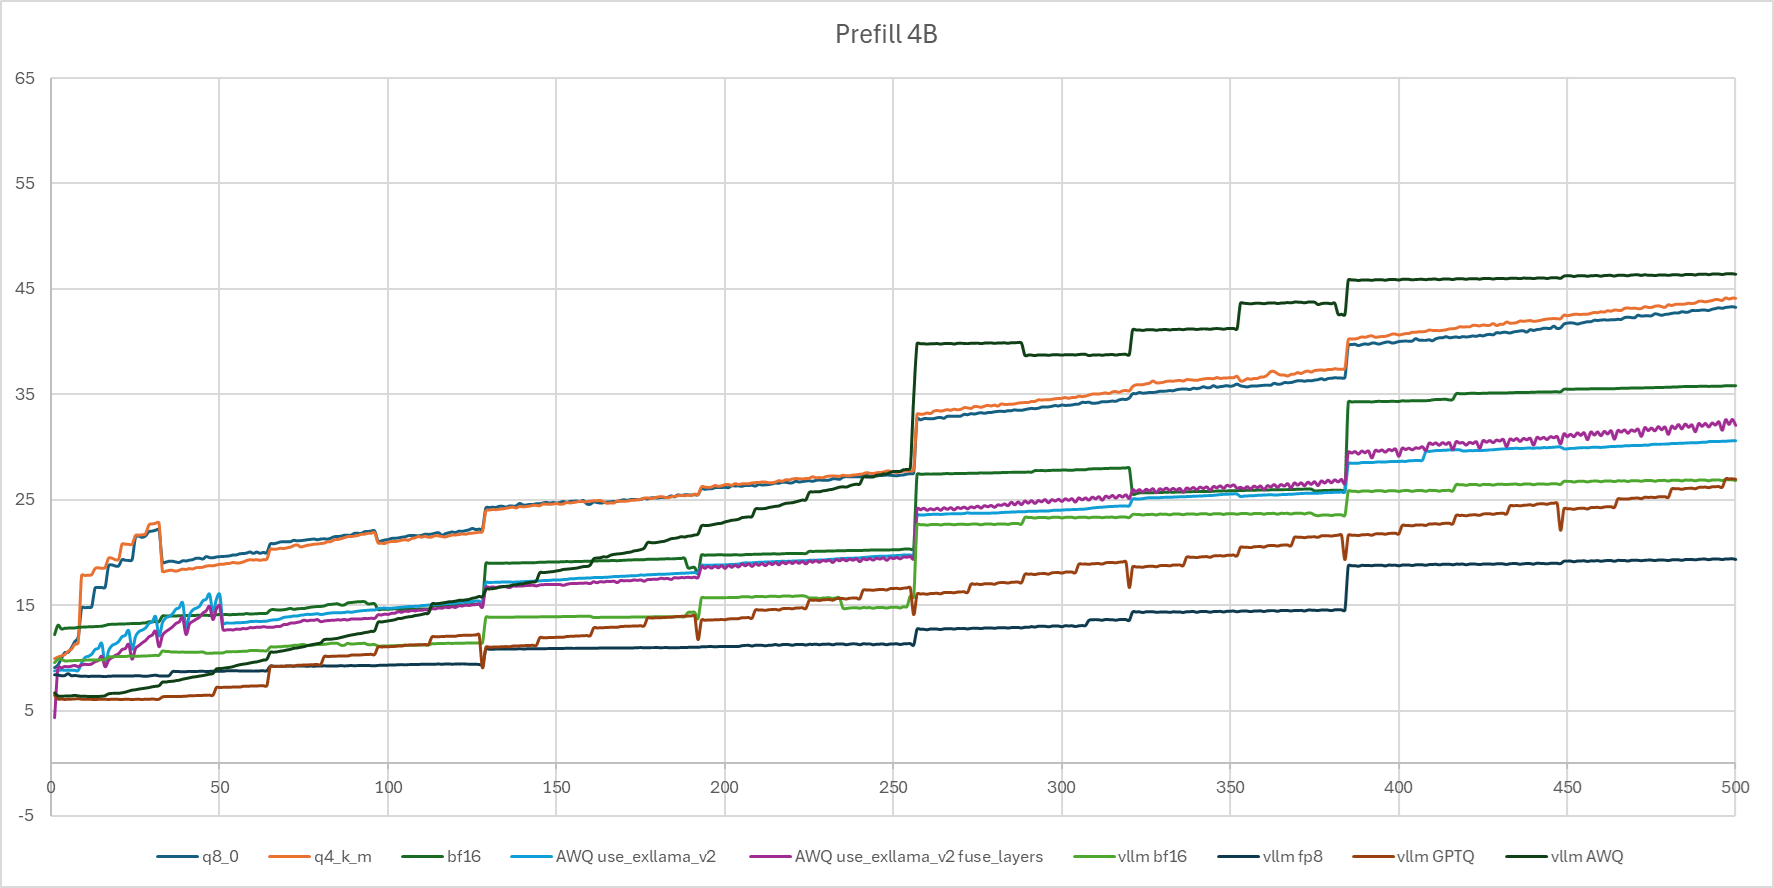 Prefill 4B
65
55
45
35
25
15
5
-5
0 50 100 150 200 250 300 350 400 450 500
q8_0 q4_k_m bf16 AWQ use_exllama_v2 AWQ use_exllama_v2 fuse_layers vllm bf16 vllm fp8 vllm GPTQ vllm AWQ